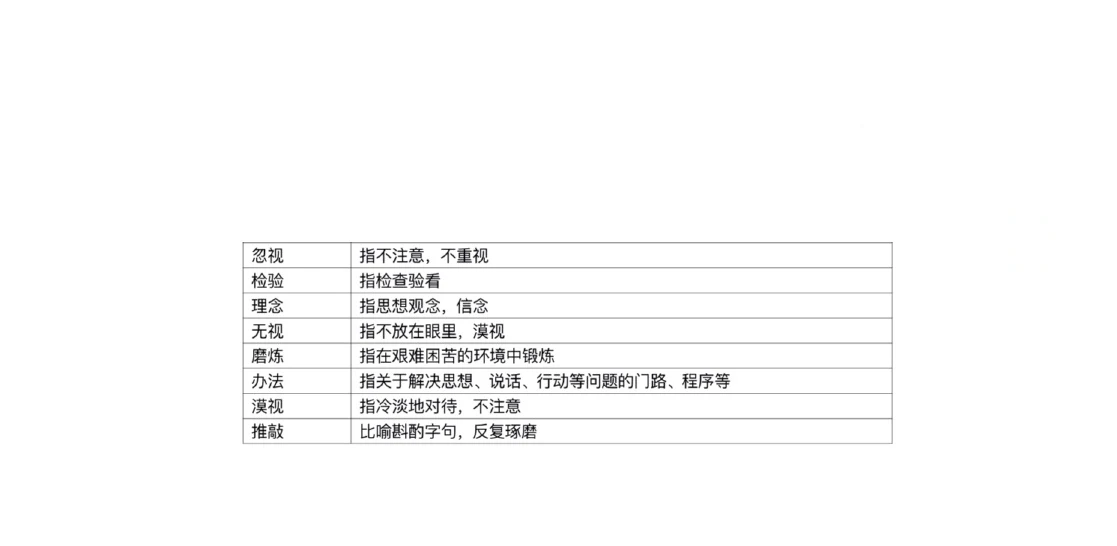 忽视 指不注意，不重视
检验 指检查验看
理念 指思想观念，信念
无视 指不放在眼里，漠视
磨炼 指在艰难困苦的环境中锻炼
办法 指关于解决思想、说话、行动等问题的门路、程序等
漠视 指冷淡地对待，不注意
推敲 比喻斟酌字句，反复琢磨